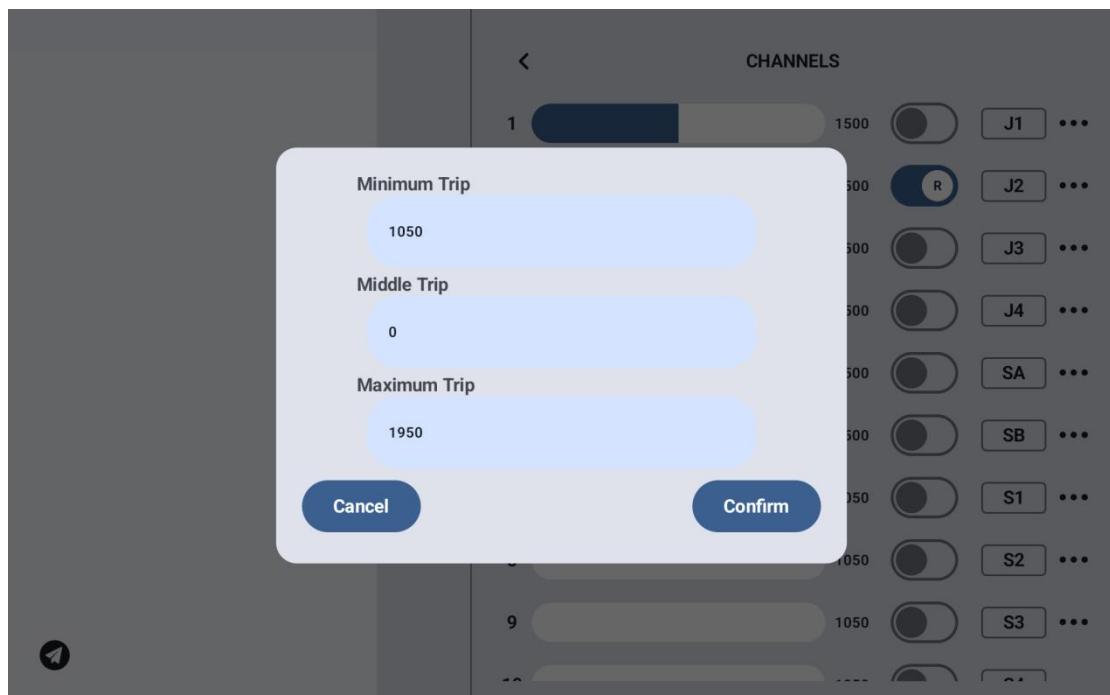 CHANNELS
1 1500 J1
R J2
J3
J4
SA
SB
S1
1050 S2
9 1050 S3
Minimum Trip
1050
Middle Trip
0
Maximum Trip
1950
Cancel Confirm